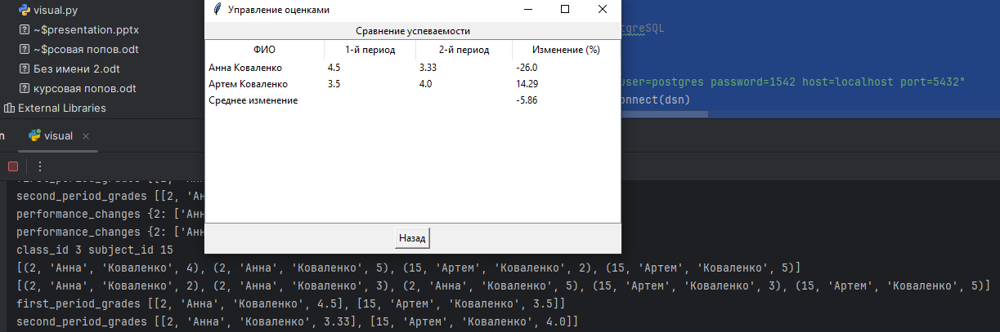 visual.py
~$presentation.pptx
~$рсовая попов.odt
Без имени 2.odt
курсовая попов.odt
External Libraries
Управление оценками
Сравнение успеваемости
ФИО 1-й период 2-й период Изменение (%)
Анна Коваленко 4.5 3.33 -26.0
Артем Коваленко 3.5 4.0 14.29
Среднее изменение -5.86
Назад
tgreSQL
user=postgres password=1542 host=localhost port=5432"
onnect(dsn)
n visual
second_period_grades [[2, 'Ан
performance_changes {2: ['Анн
performance_changes {2: ['Анн
class_id 3 subject_id 15
[(2, 'Анна', 'Коваленко', 4), (2, 'Анна', 'Коваленко', 5), (15, 'Артем', 'Коваленко', 2), (15, 'Артем', 'Коваленко', 5)]
[(2, 'Анна', 'Коваленко', 2), (2, 'Анна', 'Коваленко', 3), (2, 'Анна', 'Коваленко', 5), (15, 'Артем', 'Коваленко', 3), (15, 'Артем', 'Коваленко', 5)]
first_period_grades [[2, 'Анна', 'Коваленко', 4.5], [15, 'Артем', 'Коваленко', 3.5]]
second_period_grades [[2, 'Анна', 'Коваленко', 3.33], [15, 'Артем', 'Коваленко', 4.0]]